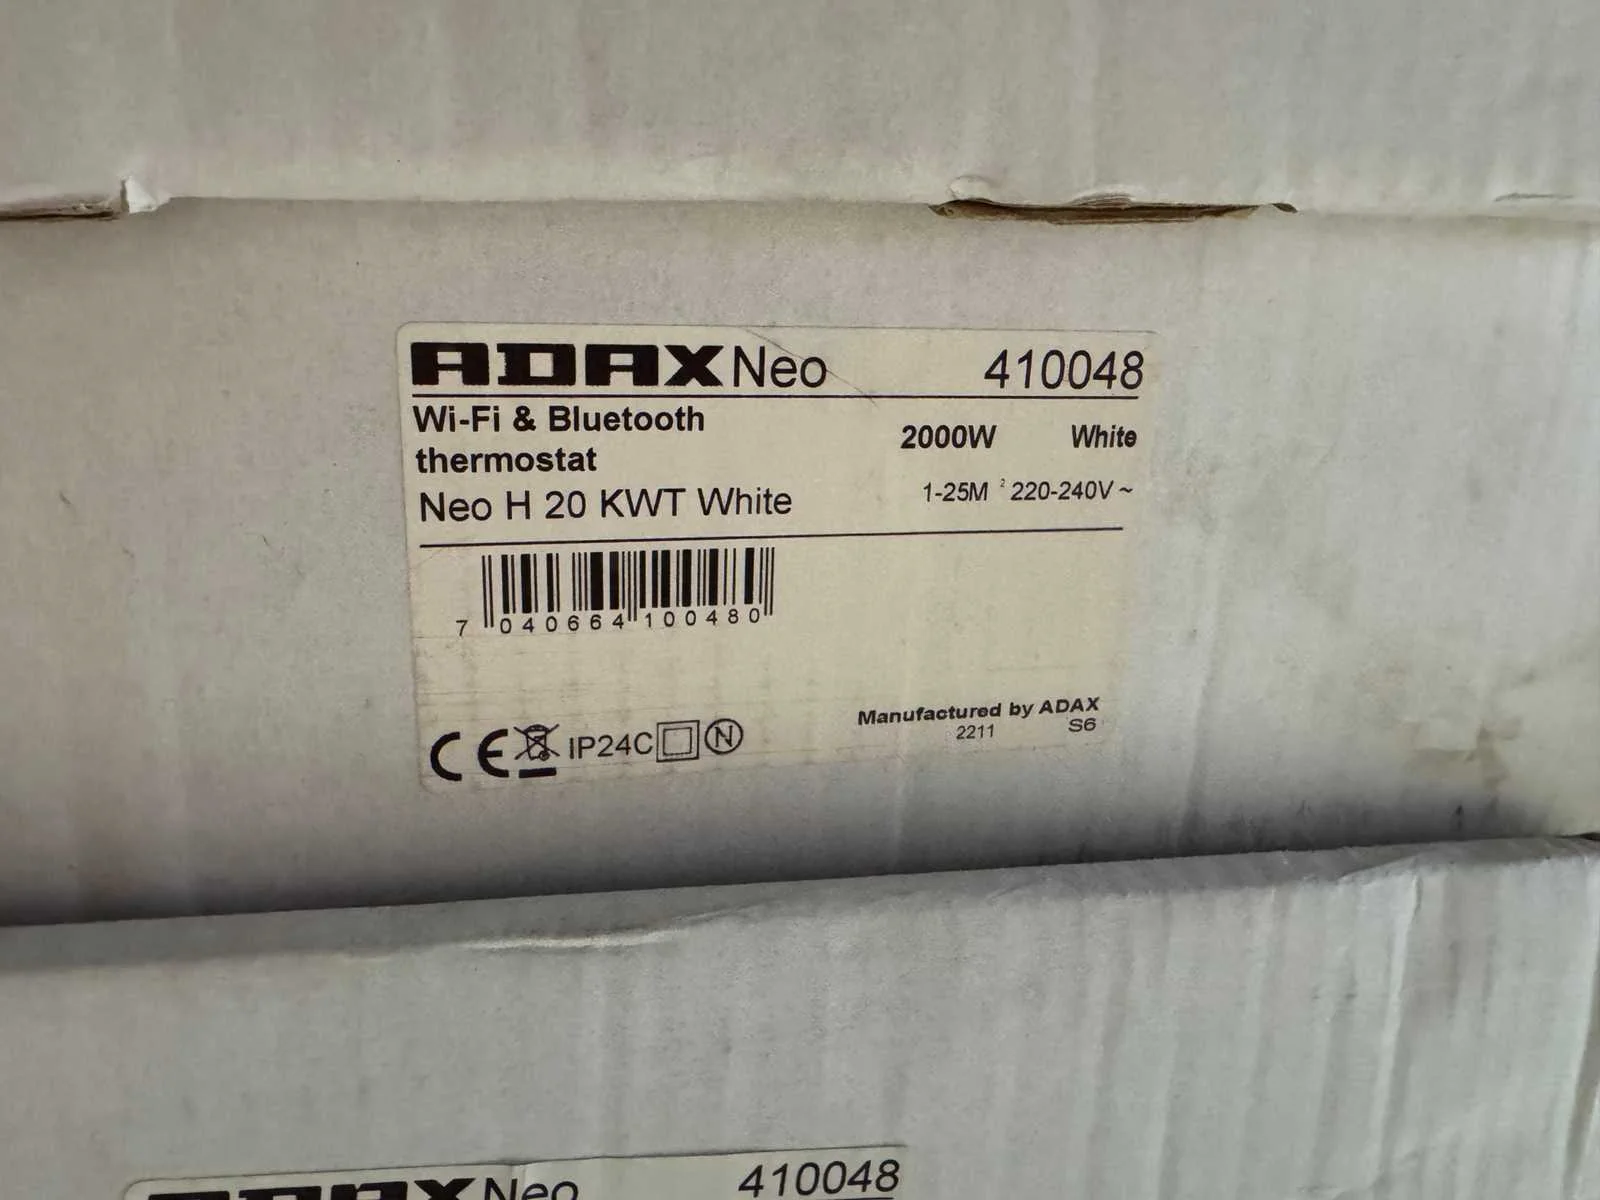 ADAX Neo 410048
Wi-Fi & Bluetooth
thermostat
2000W White
Neo H 20 KWT White
1-25M ² 220-240V ~
7 040664 100480
CE IP24C N
Manufactured by ADAX
2211 S6
ADAX Neo 410048